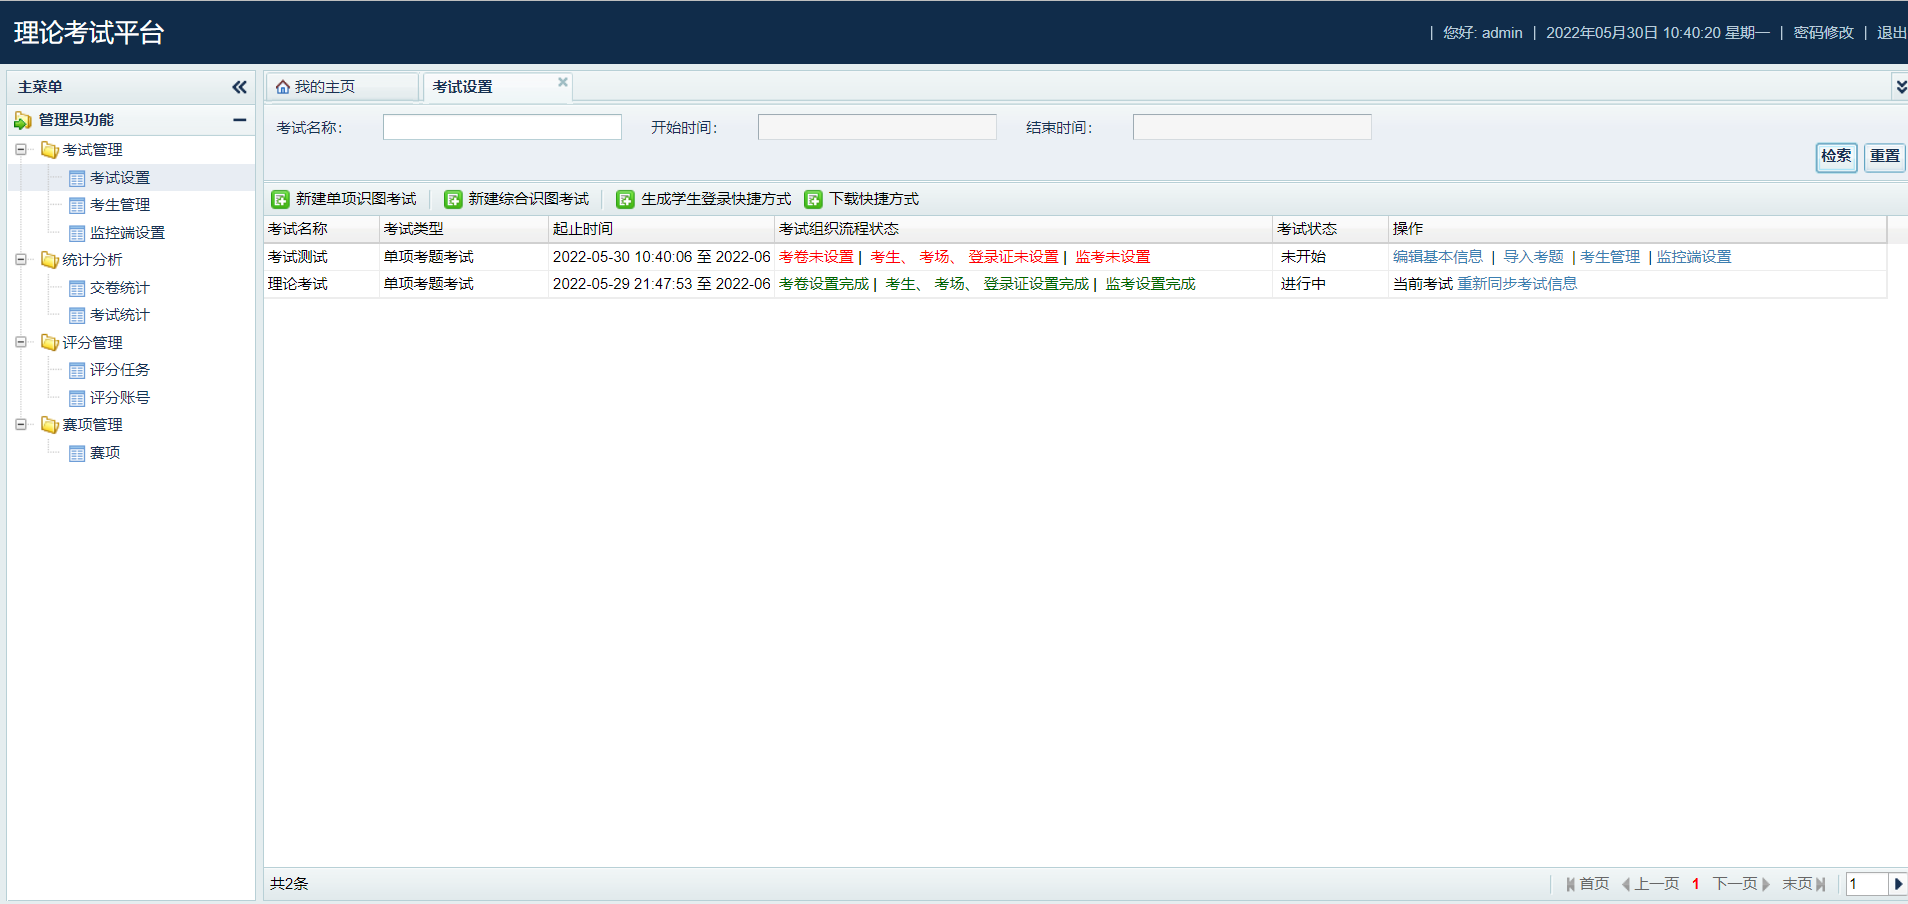 理论考试平台
| 您好: admin | 2022年05月30日 10:40:20 星期一 | 密码修改 | 退出
主菜单
管理员功能
考试管理
考试设置
考生管理
监控端设置
统计分析
交卷统计
考试统计
评分管理
评分任务
评分账号
赛项管理
赛项
我的主页 考试设置
考试名称: 开始时间: 结束时间:
检索 重置
新建单项识图考试 新建综合识图考试 生成学生登录快捷方式 下载快捷方式
考试名称 考试类型 起止时间 考试组织流程状态 考试状态 操作
考试测试 单项考题考试 2022-05-30 10:40:06 至 2022-06 考卷未设置 | 考生、 考场、 登录证未设置 | 监考未设置 未开始 编辑基本信息 | 导入考题 | 考生管理 | 监控端设置
理论考试 单项考题考试 2022-05-29 21:47:53 至 2022-06 考卷设置完成 | 考生、 考场、 登录证设置完成 | 监考设置完成 进行中 当前考试 重新同步考试信息
共2条 首页 上一页 1 下一页 末页 1